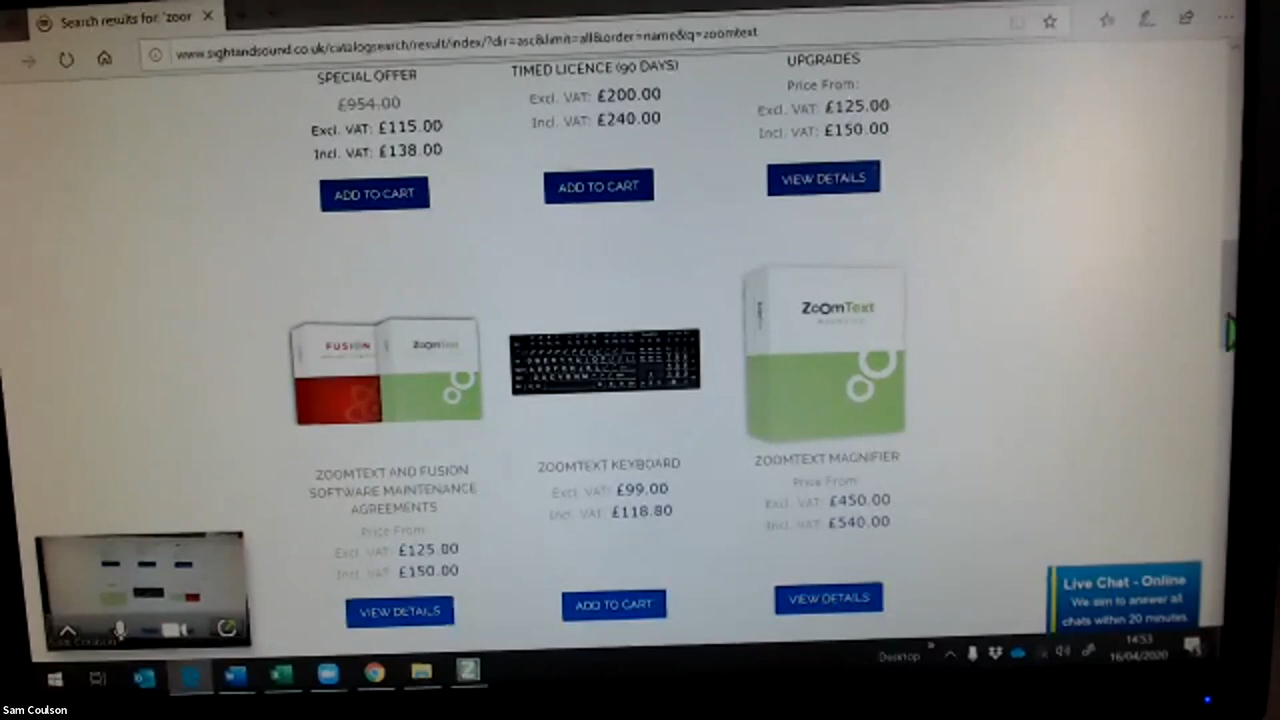 Search results for: 'zoor
www.sightandsound.co.uk/catalogsearch/result/index/?dir=asc&limit=all&order=name&q=zoomtext
SPECIAL OFFER
£954.00
Excl. VAT: £115.00
Incl. VAT: £138.00
ADD TO CART
TIMED LICENCE (90 DAYS)
Excl. VAT: £200.00
Incl. VAT: £240.00
ADD TO CART
UPGRADES
Price From:
Excl. VAT: £125.00
Incl. VAT: £150.00
VIEW DETAILS
FUSION
ZoomText
ZoomText
ZOOMTEXT AND FUSION
SOFTWARE MAINTENANCE
AGREEMENTS
Price From:
Excl. VAT: £125.00
Incl. VAT: £150.00
VIEW DETAILS
ZOOMTEXT KEYBOARD
Excl. VAT: £99.00
Incl. VAT: £118.80
ADD TO CART
ZOOMTEXT MAGNIFIER
Price From:
Excl. VAT: £450.00
Incl. VAT: £540.00
VIEW DETAILS
Live Chat - Online
We aim to answer all
chats within 20 minutes
Desktop
14:53
16/04/2020
Sam Coulson